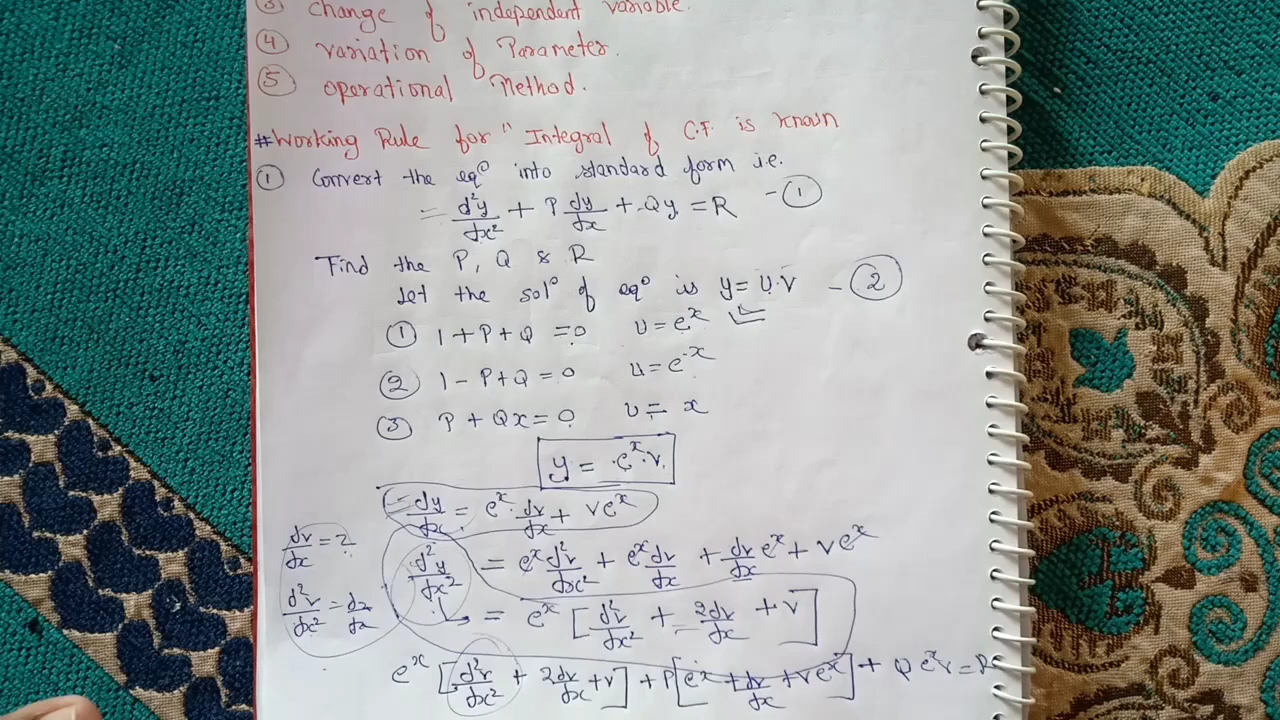 ③ change of independent variable.
④ variation of Parameter.
⑤ operational Method.
#Working Rule for " Integral of C.F. is known
① Convert the eqⁿ into standard form i.e.
= d²y/dx² + P dy/dx + Qy = R - ①
Find the P, Q & R
Let the solⁿ of eqⁿ is y = U.V - ②
① 1 + P + Q = 0 U = eˣ
② 1 - P + Q = 0 U = e⁻ˣ
③ P + Qx = 0 U = x
y = eˣ.v.
= dy/dx = eˣ. dv/dx + veˣ
dv/dx = z
d²y/dx² = eˣ d²v/dx² + eˣ dv/dx + dv/dx eˣ + veˣ
d²v/dx² = dz/dx
= eˣ [d²v/dx² + 2dv/dx + v]
eˣ [d²v/dx² + 2dv/dx + v] + P[eˣ + dv/dx + veˣ] + Q eˣv = R